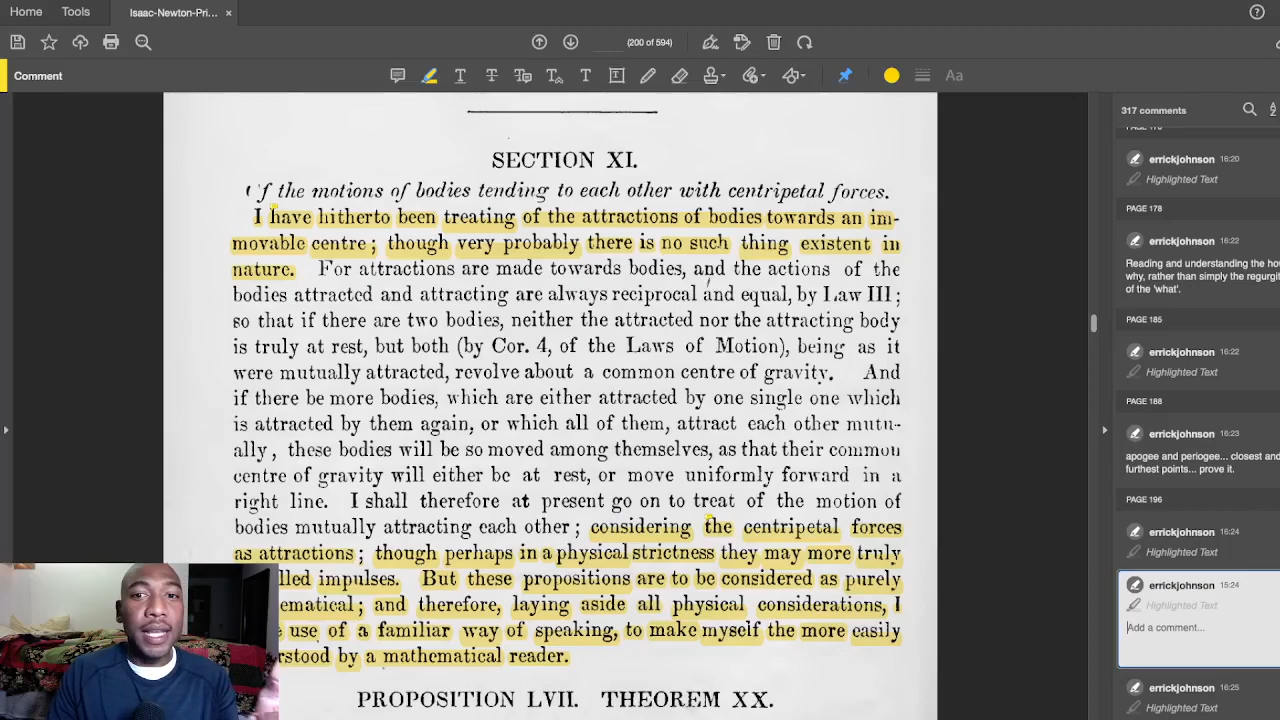 Home Tools Isaac-Newton-Pri... ×
(200 of 594)
Comment
Aa
317 comments
SECTION XI.
Of the motions of bodies tending to each other with centripetal forces.
I have hitherto been treating of the attractions of bodies towards an im-
movable centre; though very probably there is no such thing existent in
nature. For attractions are made towards bodies, and the actions of the
bodies attracted and attracting are always reciprocal and equal, by Law III;
so that if there are two bodies, neither the attracted nor the attracting body
is truly at rest, but both (by Cor. 4, of the Laws of Motion), being as it
were mutually attracted, revolve about a common centre of gravity. And
if there be more bodies, which are either attracted by one single one which
is attracted by them again, or which all of them, attract each other mutu-
ally, these bodies will be so moved among themselves, as that their common
centre of gravity will either be at rest, or move uniformly forward in a
right line. I shall therefore at present go on to treat of the motion of
bodies mutually attracting each other; considering the centripetal forces
as attractions; though perhaps in a physical strictness they may more truly
impulses. But these propositions are to be considered as purely
ematical; and therefore, laying aside all physical considerations, I
use of a familiar way of speaking, to make myself the more easily
rstood by a mathematical reader.
PROPOSITION LVII. THEOREM XX.
errickjohnson 16:20
Highlighted Text
PAGE 178
errickjohnson 16:22
Reading and understanding the how
why, rather than simply the regurgit
of the 'what'.
PAGE 185
errickjohnson 16:22
Highlighted Text
PAGE 188
errickjohnson 16:23
apogee and periogee... closest and
furthest points... prove it.
PAGE 196
errickjohnson 16:24
Highlighted Text
errickjohnson 15:24
Highlighted Text
Add a comment...
errickjohnson 16:25
Highlighted Text